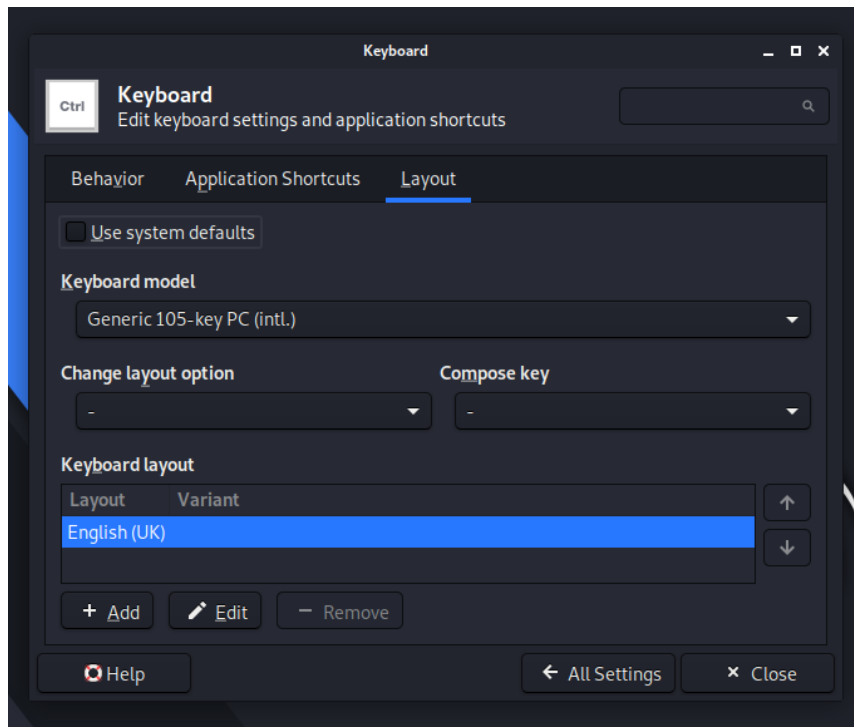 Keyboard
Ctrl
Keyboard
Edit keyboard settings and application shortcuts
Behavior Application Shortcuts Layout
Use system defaults
Keyboard model
Generic 105-key PC (intl.)
Change layout option Compose key
- -
Keyboard layout
Layout Variant
English (UK)
+ Add Edit − Remove
Help All Settings × Close